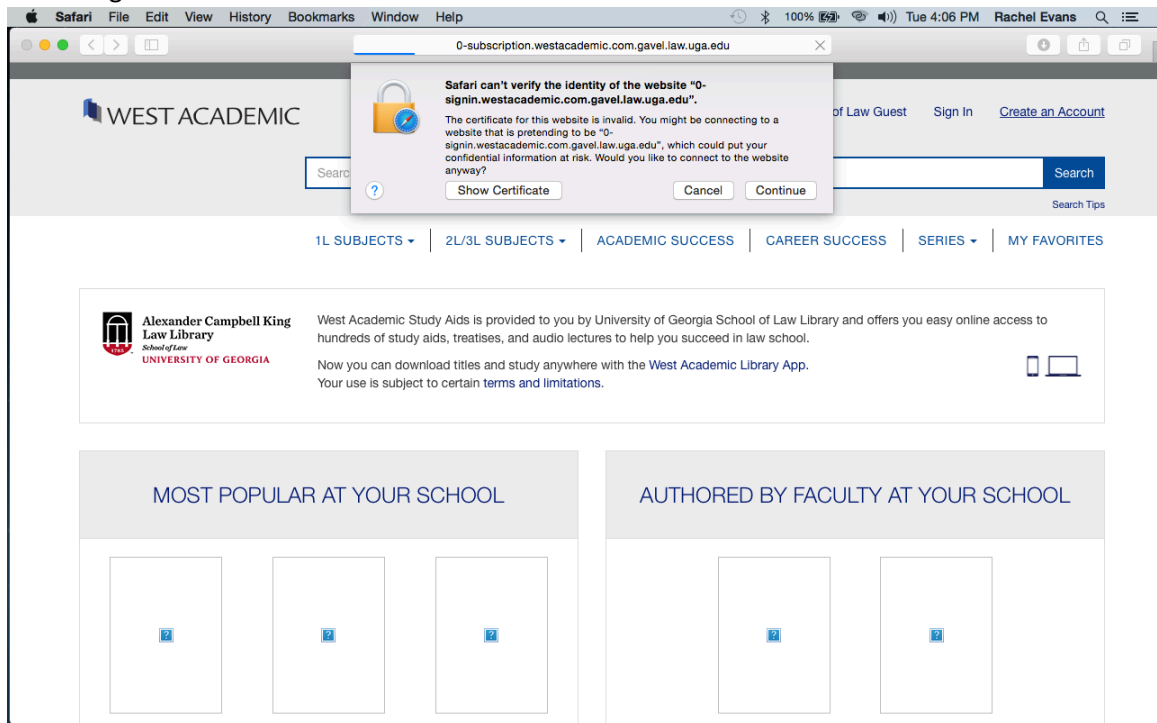 Safari File Edit View History Bookmarks Window Help 100% Tue 4:06 PM Rachel Evans
0-subscription.westacademic.com.gavel.law.uga.edu
Safari can't verify the identity of the website "0-
signin.westacademic.com.gavel.law.uga.edu".
The certificate for this website is invalid. You might be connecting to a
website that is pretending to be "0-
signin.westacademic.com.gavel.law.uga.edu", which could put your
confidential information at risk. Would you like to connect to the website
anyway?
? Show Certificate Cancel Continue
WEST ACADEMIC
of Law Guest Sign In Create an Account
Searc Search
Search Tips
1L SUBJECTS 2L/3L SUBJECTS ACADEMIC SUCCESS CAREER SUCCESS SERIES MY FAVORITES
1785
Alexander Campbell King
Law Library
School of Law
UNIVERSITY OF GEORGIA
West Academic Study Aids is provided to you by University of Georgia School of Law Library and offers you easy online access to
hundreds of study aids, treatises, and audio lectures to help you succeed in law school.
Now you can download titles and study anywhere with the West Academic Library App.
Your use is subject to certain terms and limitations.
MOST POPULAR AT YOUR SCHOOL
AUTHORED BY FACULTY AT YOUR SCHOOL
? ? ? ? ?